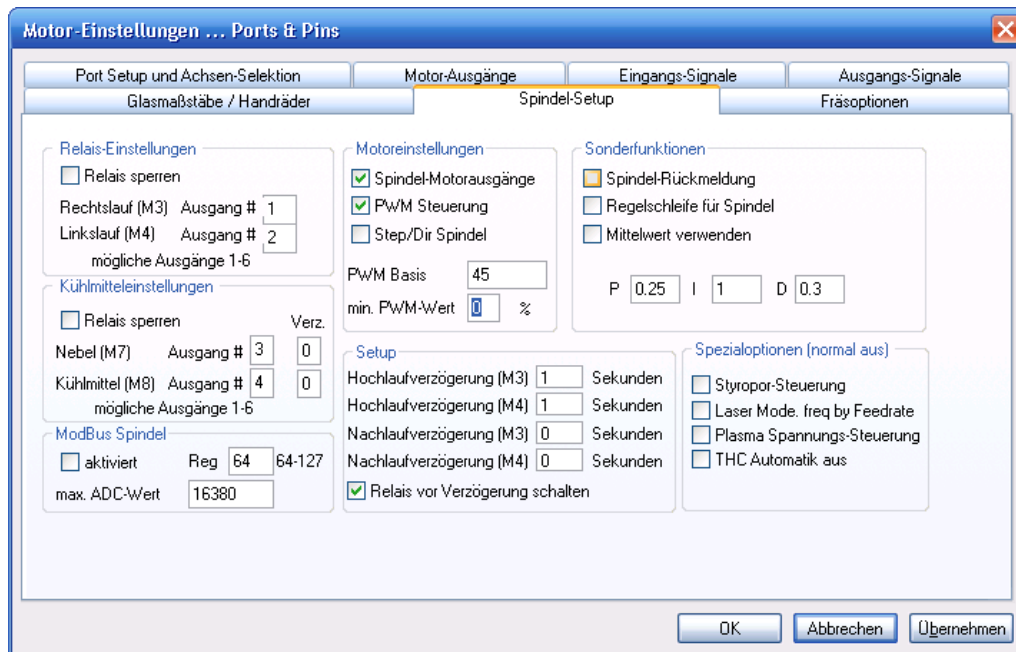 Motor-Einstellungen ... Ports & Pins
Port Setup und Achsen-Selektion
Motor-Ausgänge
Eingangs-Signale
Ausgangs-Signale
Glasmaßstäbe / Handräder
Spindel-Setup
Fräsoptionen
Relais-Einstellungen
Relais sperren
Rechtslauf (M3) Ausgang # 1
Linkslauf (M4) Ausgang # 2
mögliche Ausgänge 1-6
Kühlmitteleinstellungen
Relais sperren Verz.
Nebel (M7) Ausgang # 3 0
Kühlmittel (M8) Ausgang # 4 0
mögliche Ausgänge 1-6
ModBus Spindel
aktiviert Reg 64 64-127
max. ADC-Wert 16380
Motoreinstellungen
Spindel-Motorausgänge
PWM Steuerung
Step/Dir Spindel
PWM Basis 45
min. PWM-Wert 0 %
Setup
Hochlaufverzögerung (M3) 1 Sekunden
Hochlaufverzögerung (M4) 1 Sekunden
Nachlaufverzögerung (M3) 0 Sekunden
Nachlaufverzögerung (M4) 0 Sekunden
Relais vor Verzögerung schalten
Sonderfunktionen
Spindel-Rückmeldung
Regelschleife für Spindel
Mittelwert verwenden
P 0.25 I 1 D 0.3
Spezialoptionen (normal aus)
Styropor-Steuerung
Laser Mode. freq by Feedrate
Plasma Spannungs-Steuerung
THC Automatik aus
OK
Abbrechen
Übernehmen